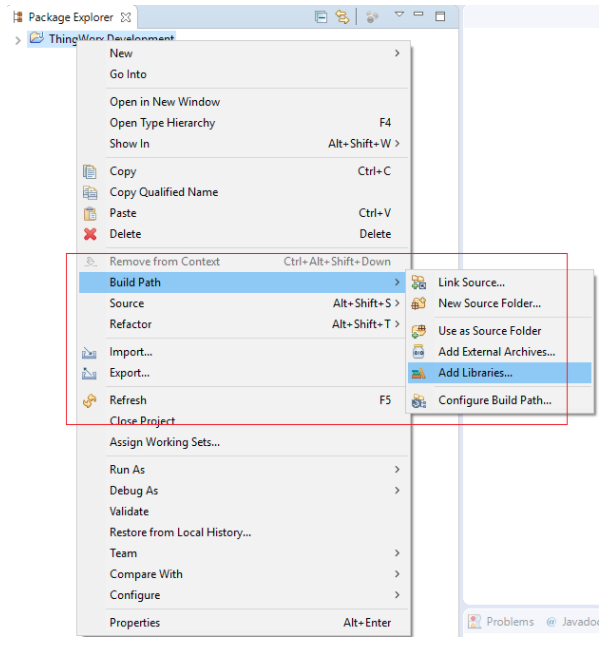 Package Explorer
ThingWorx Development
New
Go Into
Open in New Window
Open Type Hierarchy F4
Show In Alt+Shift+W
Copy Ctrl+C
Copy Qualified Name
Paste Ctrl+V
Delete Delete
Remove from Context Ctrl+Alt+Shift+Down
Build Path
Source Alt+Shift+S
Refactor Alt+Shift+T
Import...
Export...
Refresh F5
Close Project
Assign Working Sets...
Run As
Debug As
Validate
Restore from Local History...
Team
Compare With
Configure
Properties Alt+Enter
Link Source...
New Source Folder...
Use as Source Folder
Add External Archives...
Add Libraries...
Configure Build Path...
Problems @ Javadoc